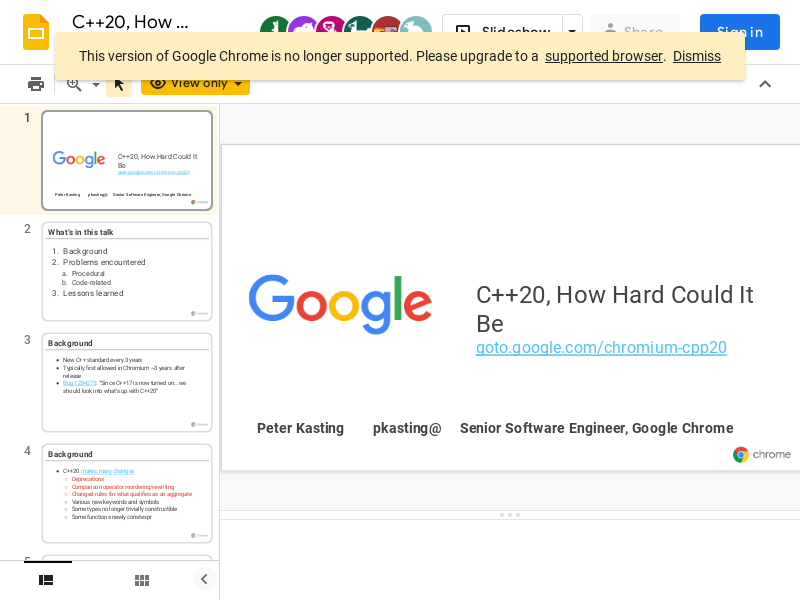 C++20, How ...
Slideshow
Share
Sign in
This version of Google Chrome is no longer supported. Please upgrade to a supported browser. Dismiss
View only
1
Google
C++20, How Hard Could It
Be
goto.google.com/chromium-cpp20
Peter Kasting pkasting@ Senior Software Engineer, Google Chrome
2
What's in this talk
1. Background
2. Problems encountered
a. Procedural
b. Code-related
3. Lessons learned
3
Background
New C++ standard every 3 years
Typically first allowed in Chromium ~3 years after
release
"Since C++17 is now turned on... we
should look into what's up with C++20"
4
Background
C++20 makes many changes
Deprecations
Comparison operator reordering/rewriting
Changed rules for what qualifies as an aggregate
Various new keywords and symbols
Some types no longer trivially constructible
Some functions newly constexpr
5
Google
C++20, How Hard Could It
Be
goto.google.com/chromium-cpp20
Peter Kasting pkasting@ Senior Software Engineer, Google Chrome
chrome